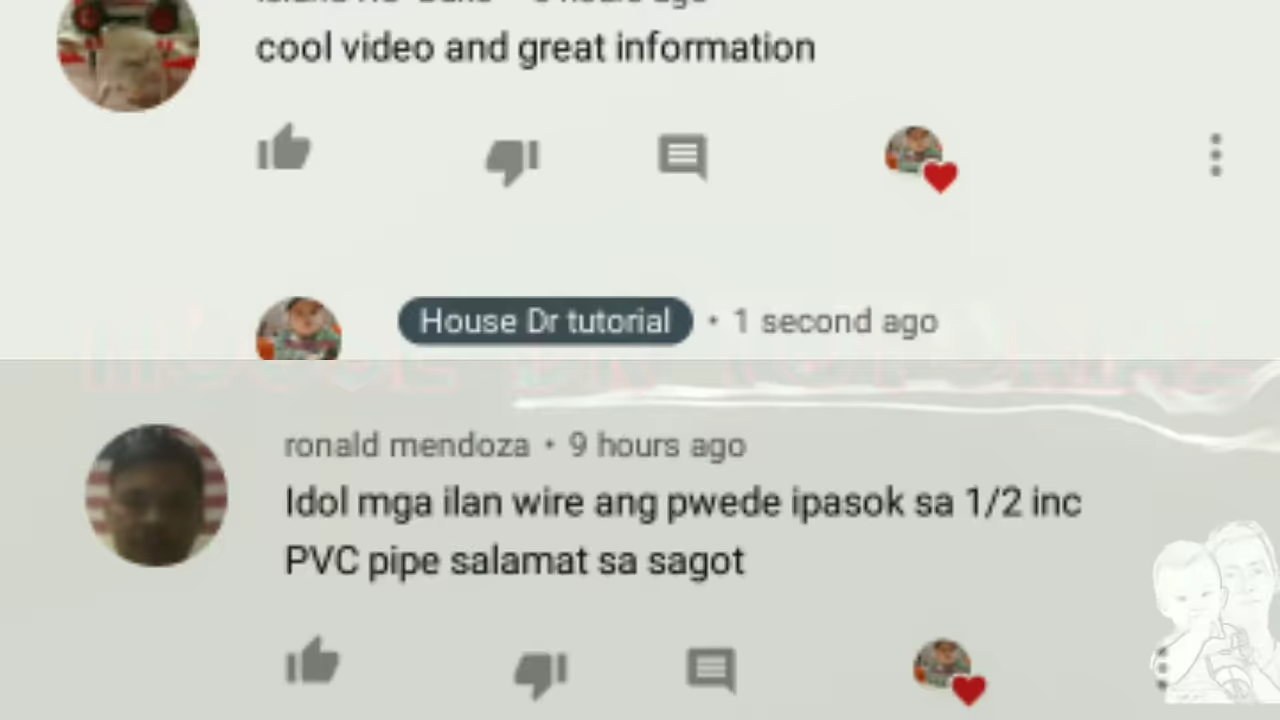 cool video and great information
House Dr tutorial • 1 second ago
ronald mendoza • 9 hours ago
Idol mga ilan wire ang pwede ipasok sa 1/2 inc
PVC pipe salamat sa sagot